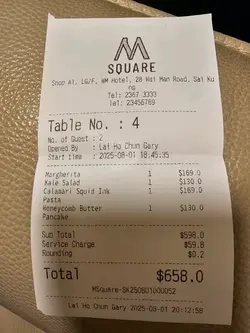 M
SQUARE
Shop A1, LG/F, WM Hotel, 28 Wai Man Road, Sai Ku
ng
Tel: 2367-3333
Tel: 23456789
Table No. : 4
No. of Guest : 2
Opened By : Lai Ho Chun Gary
Start time : 2025-08-01 18:45:35
Margherita 1 $169.0
Kale Salad 1 $130.0
Calamari Squid Ink 1 $169.0
Pasta
Honeycomb Butter 1 $130.0
Pancake
Sub Total $598.0
Service Charge $59.8
Rounding $0.2
Total $658.0
MSquare-SK250801000052
Lai Ho Chun Gary 2025-08-01 20:12:58